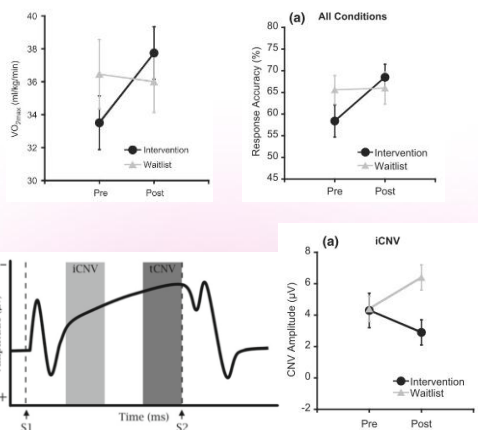 40
38
36
34
32
30
VO2max (ml/kg/min)
Intervention
Waitlist
Pre
Post
(a) All Conditions
80
75
70
65
60
55
50
45
Response Accuracy (%)
Intervention
Waitlist
Pre
Post
−
iCNV
tCNV
+
Time (ms)
S1
S2
(a) iCNV
8
6
4
2
0
-2
CNV Amplitude (µV)
Intervention
Waitlist
Pre
Post